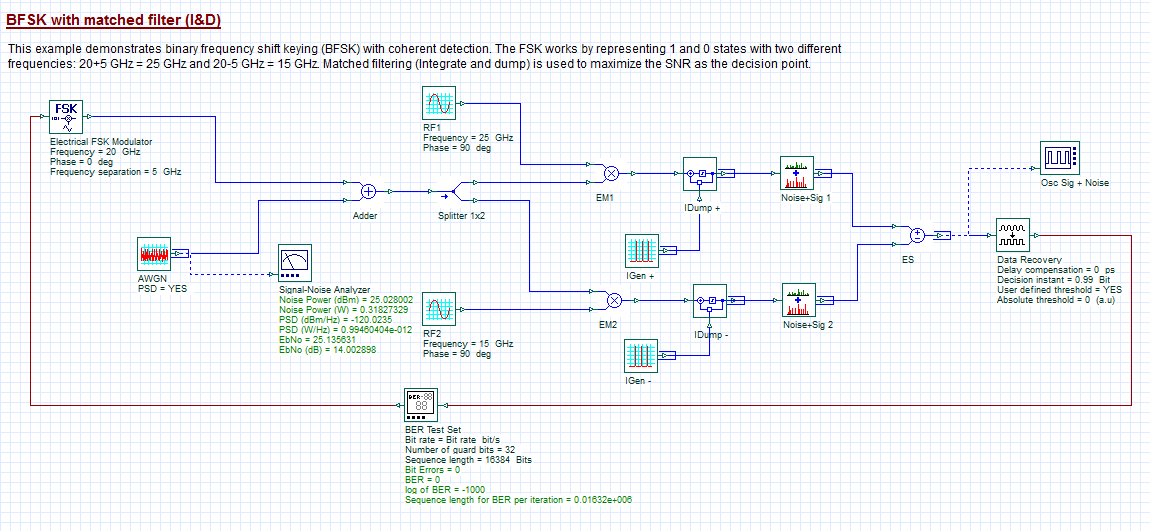 BFSK with matched filter (I&D)
This example demonstrates binary frequency shift keying (BFSK) with coherent detection. The FSK works by representing 1 and 0 states with two different
frequencies: 20+5 GHz = 25 GHz and 20-5 GHz = 15 GHz. Matched filtering (Integrate and dump) is used to maximize the SNR as the decision point.
FSK
Electrical FSK Modulator
Frequency = 20 GHz
Phase = 0 deg
Frequency separation = 5 GHz
RF1
Frequency = 25 GHz
Phase = 90 deg
Adder
Splitter 1x2
EM1
IDump +
Noise+Sig 1
Osc Sig + Noise
AWGN
PSD = YES
Signal-Noise Analyzer
Noise Power (dBm) = 25.028002
Noise Power (W) = 0.31827329
PSD (dBm/Hz) = -120.0235
PSD (W/Hz) = 0.99460404e-012
EbNo = 25.135631
EbNo (dB) = 14.002898
IGen +
ES
Data Recovery
Delay compensation = 0 ps
Decision instant = 0.99 Bit
User defined threshold = YES
Absolute threshold = 0 (a.u)
RF2
Frequency = 15 GHz
Phase = 90 deg
EM2
IDump -
Noise+Sig 2
IGen -
BER-88
88
BER Test Set
Bit rate = Bit rate bit/s
Number of guard bits = 32
Sequence length = 16384 Bits
Bit Errors = 0
BER = 0
log of BER = -1000
Sequence length for BER per iteration = 0.01632e+006